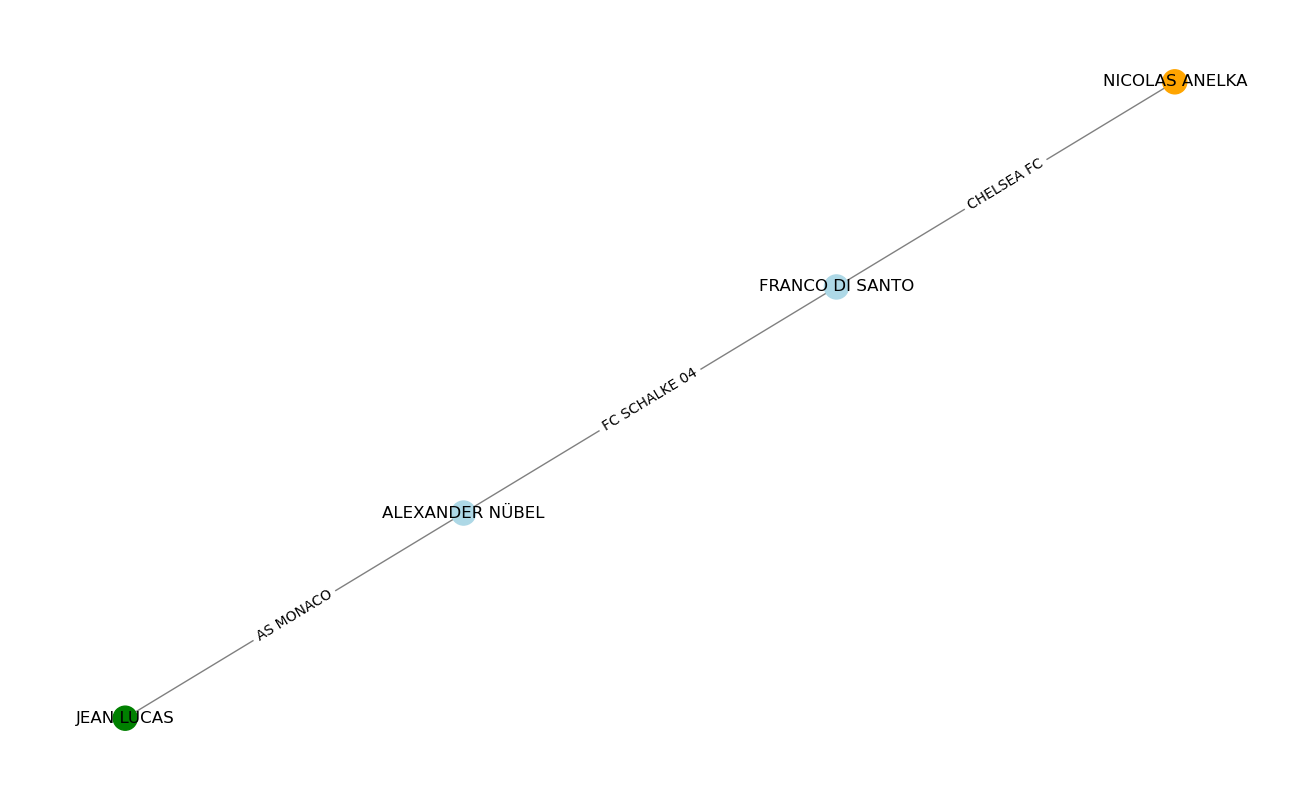 NICOLAS ANELKA
CHELSEA FC
FRANCO DI SANTO
FC SCHALKE 04
ALEXANDER NÜBEL
AS MONACO
JEAN LUCAS